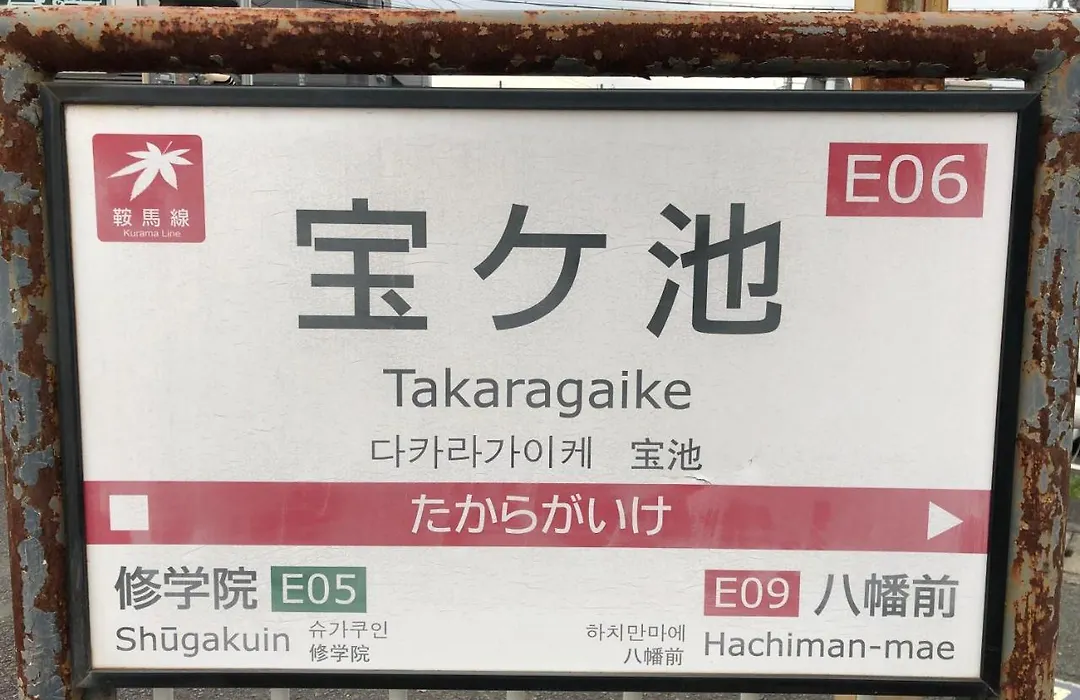 鞍馬線
Kurama Line
E06
宝ケ池
Takaragaike
다카라가이케 宝池
たからがいけ
修学院 E05
Shūgakuin
슈가쿠인
修学院
E09 八幡前
하치만마에
八幡前
Hachiman-mae